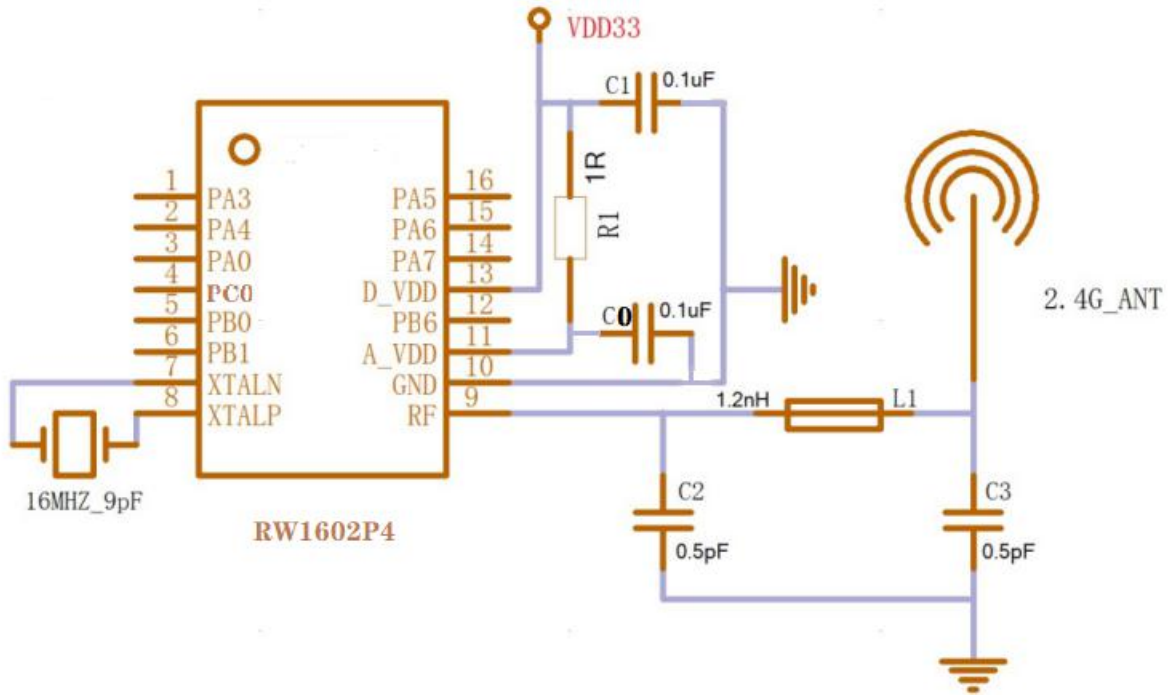 VDD33
C1
0.1uF
1R
R1
C0
0.1uF
1
PA3
2
PA4
3
PA0
4
PC0
5
PB0
6
PB1
7
XTALN
8
XTALP
16
PA5
15
PA6
14
PA7
13
D_VDD
12
PB6
11
A_VDD
10
GND
9
RF
2.4G_ANT
1.2nH
L1
16MHZ_9pF
RW1602P4
C2
0.5pF
C3
0.5pF